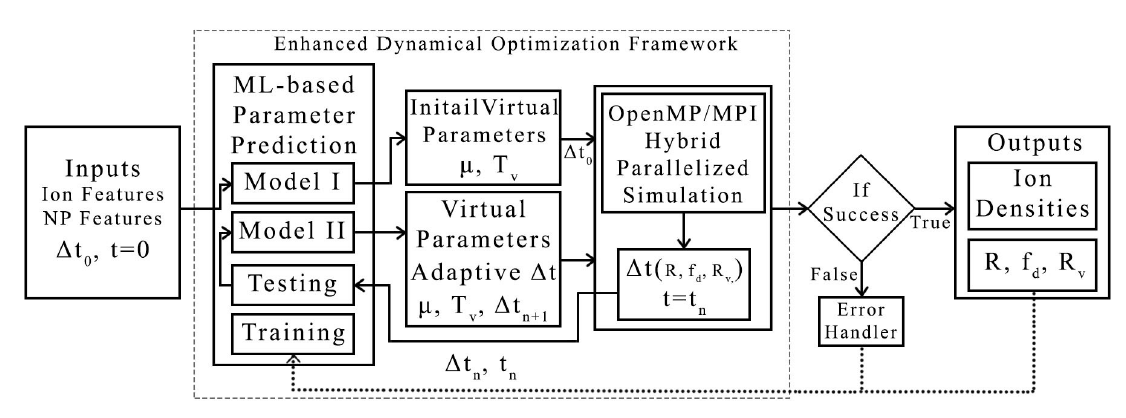 Enhanced Dynamical Optimization Framework
Inputs
Ion Features
NP Features
Δt₀, t=0
ML-based
Parameter
Prediction
Model I
Model II
Testing
Training
InitailVirtual
Parameters
μ, Tᵥ
Virtual
Parameters
Adaptive Δt
μ, Tᵥ, Δtₙ₊₁
Δt₀
OpenMP/MPI
Hybrid
Parallelized
Simulation
Δt(R, f_d, Rᵥ,)
t=tₙ
Δtₙ, tₙ
If
Success
True
False
Error
Handler
Outputs
Ion
Densities
R, f_d, Rᵥ